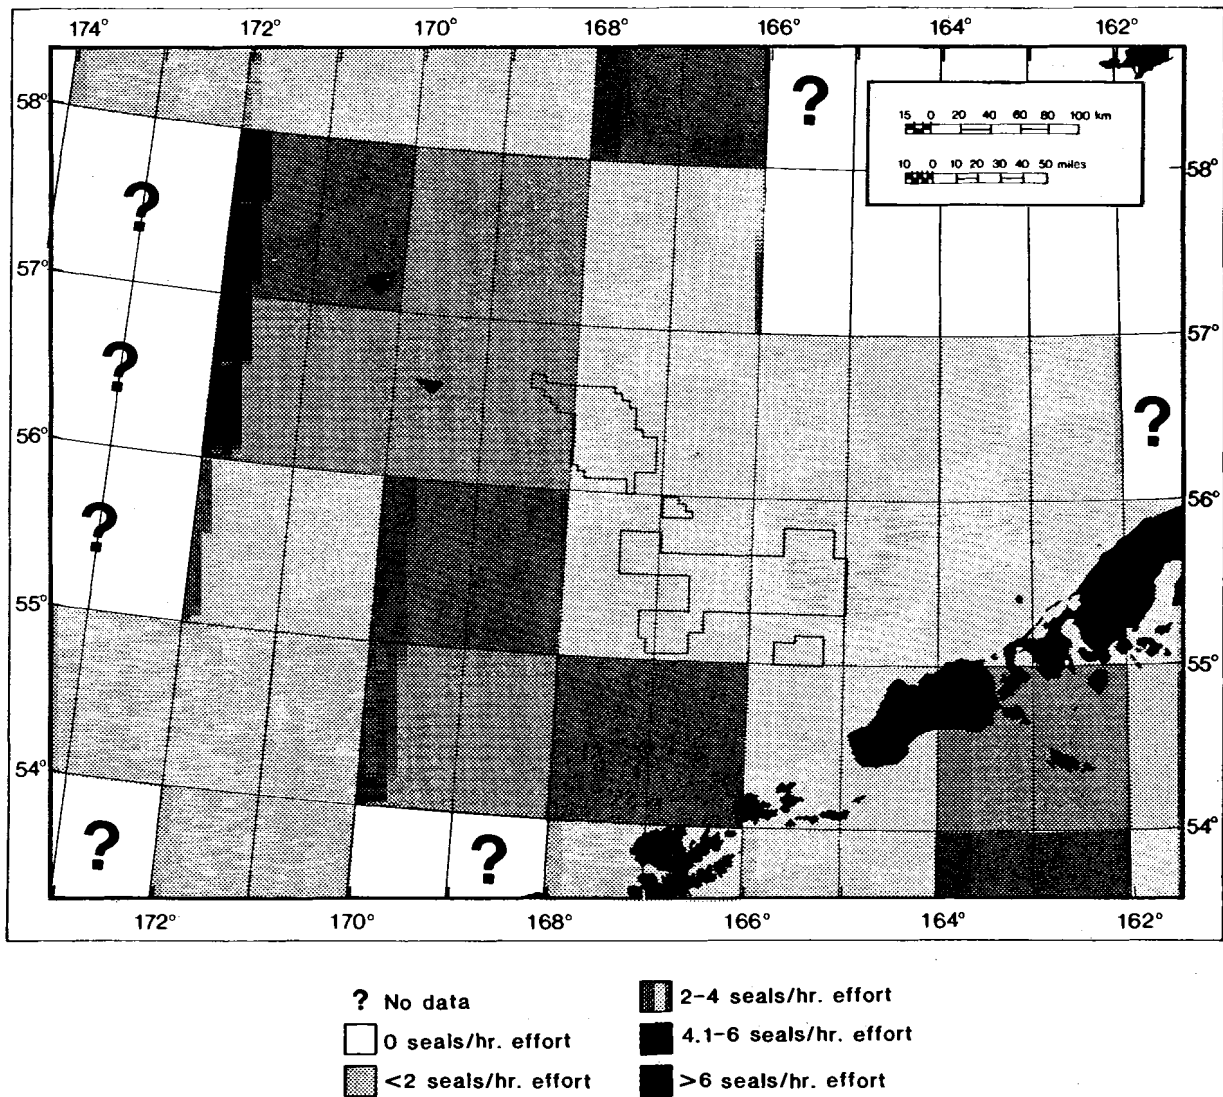 174° 172° 170° 168° 166° 164° 162°
58°
57°
56°
55°
54°
?
?
?
?
?
?
?
15 0 20 40 60 80 100 km
10 0 10 20 30 40 50 miles
58°
57°
56°
55°
54°
172° 170° 168° 166° 164° 162°
? No data
0 seals/hr. effort
<2 seals/hr. effort
2-4 seals/hr. effort
4.1-6 seals/hr. effort
>6 seals/hr. effort